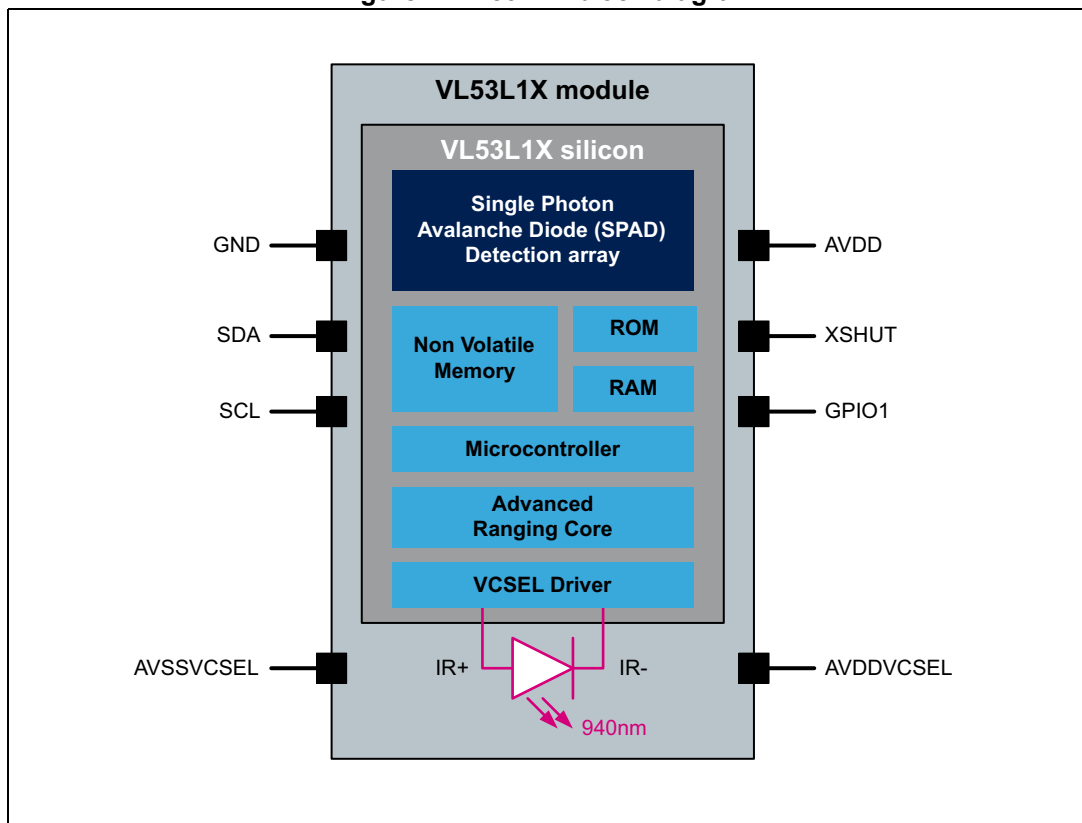 VL53L1X module
VL53L1X silicon
Single Photon
Avalanche Diode (SPAD)
Detection array
GND
AVDD
SDA
Non Volatile
Memory
ROM
XSHUT
RAM
SCL
GPIO1
Microcontroller
Advanced
Ranging Core
VCSEL Driver
AVSSVCSEL
IR+
IR-
AVDDVCSEL
940nm